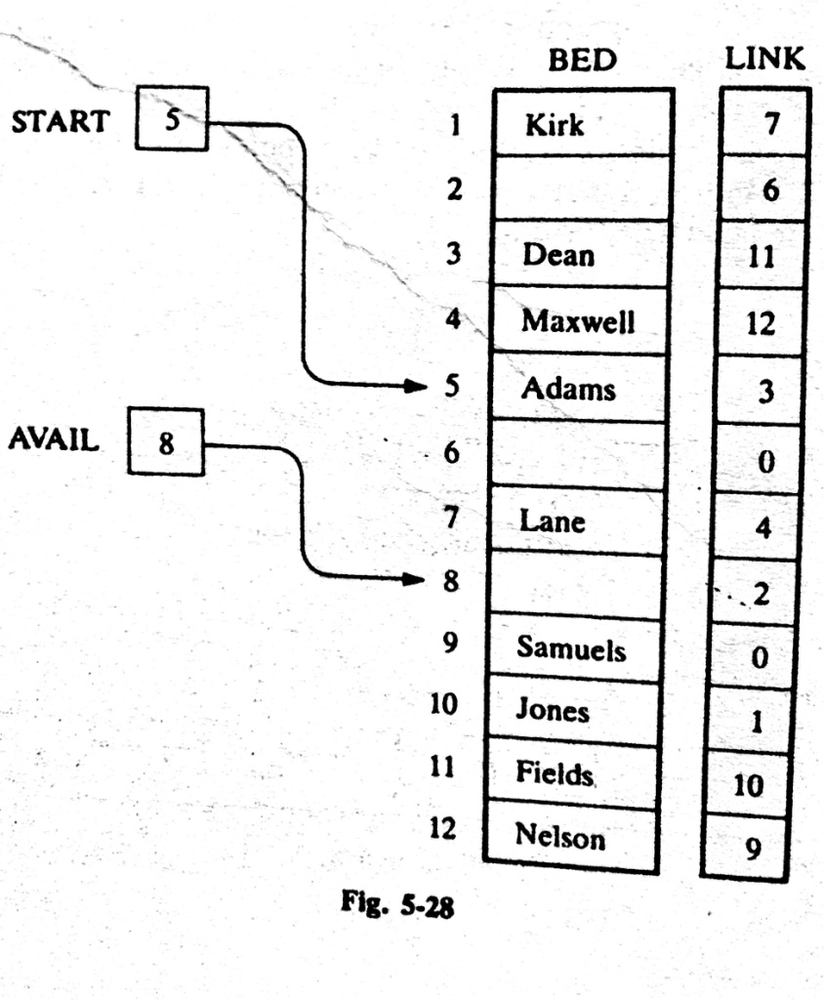 BED LINK
START 5
1 Kirk 7
2 6
3 Dean 11
4 Maxwell 12
5 Adams 3
AVAIL 8
6 0
7 Lane 4
8 2
9 Samuels 0
10 Jones 1
11 Fields 10
12 Nelson 9
Fig. 5-28